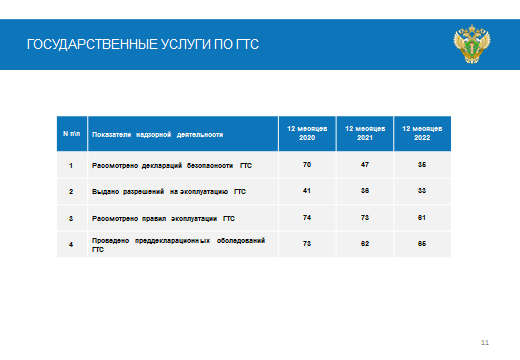 ГОСУДАРСТВЕННЫЕ УСЛУГИ ПО ГТС
N п\п Показатели надзорной деятельности 12 месяцев 2020 12 месяцев 2021 12 месяцев 2022
1 Рассмотрено деклараций безопасности ГТС 70 47 35
2 Выдано разрешений на эксплуатацию ГТС 41 36 33
3 Рассмотрено правил эксплуатации ГТС 74 73 61
4 Проведено преддекларационных обследований ГТС 73 62 65
11